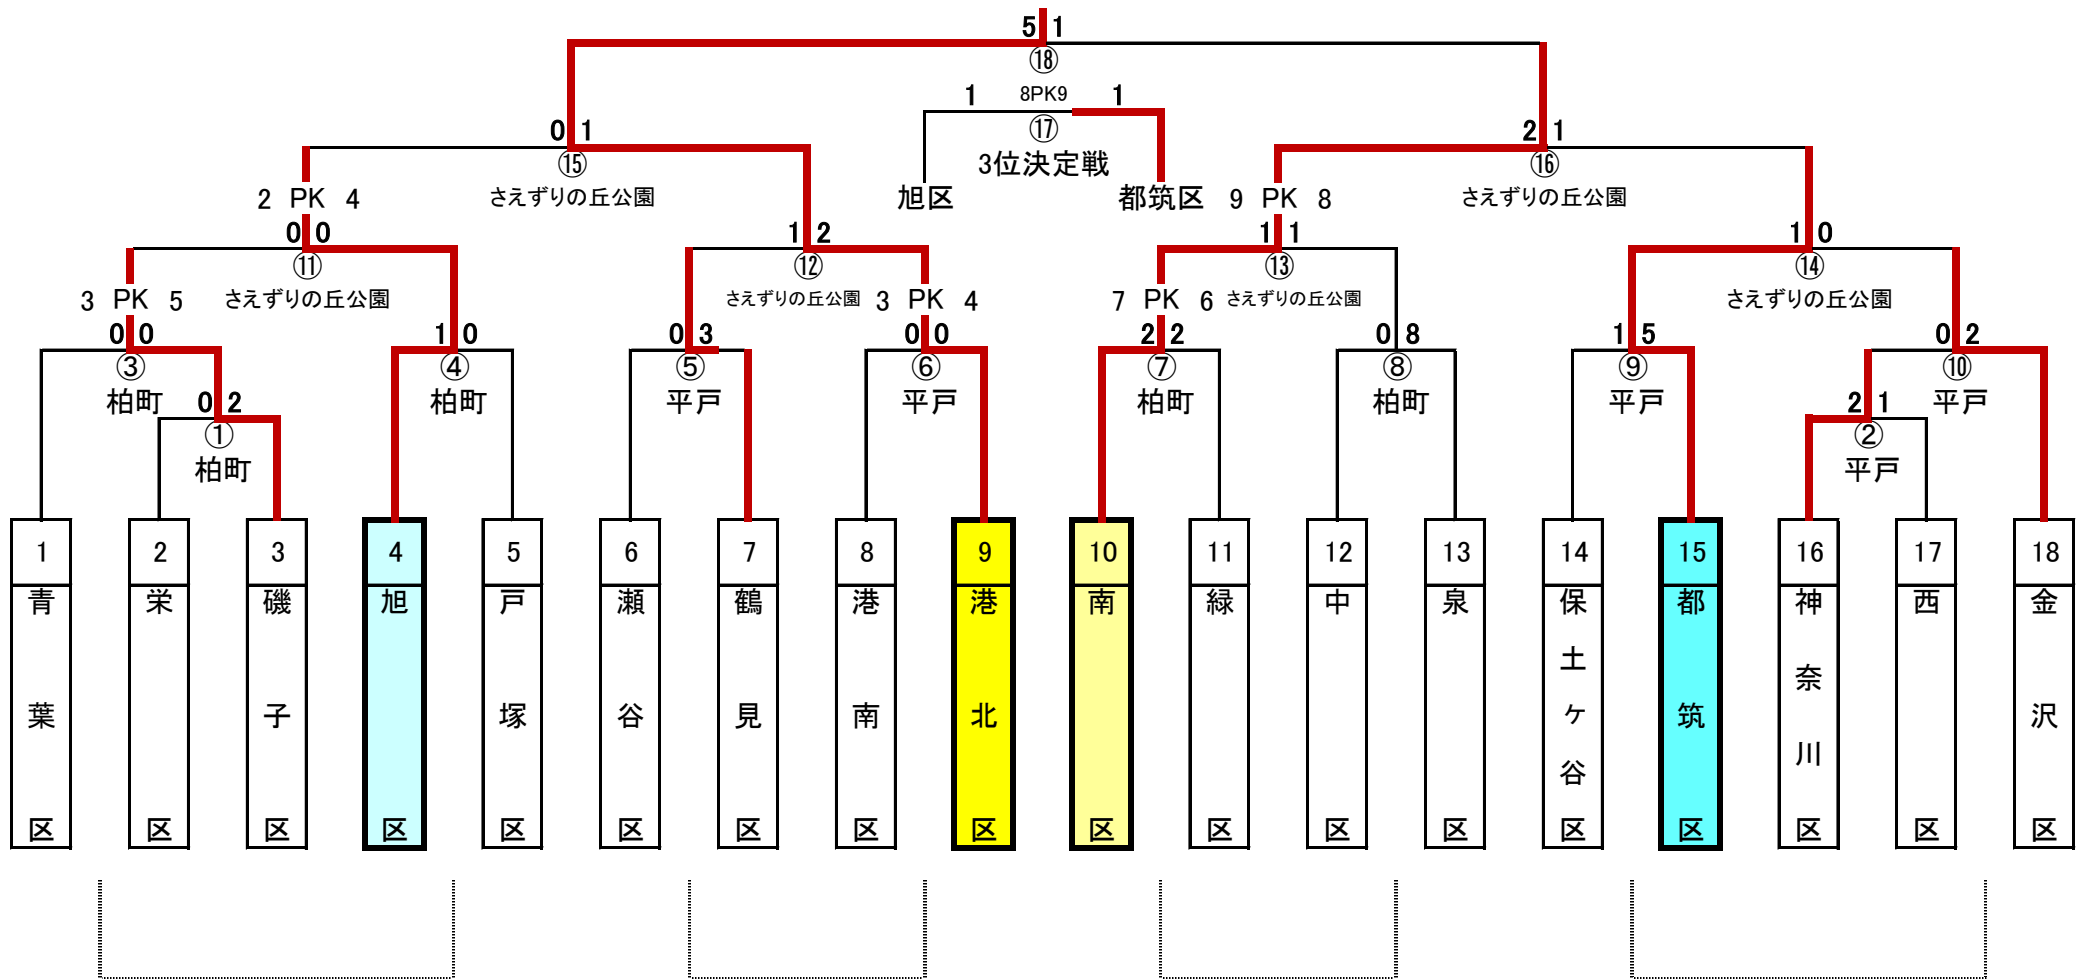 5 1
⑱
1 8PK9 1
⑰
3位決定戦
旭区
都筑区
0 1
⑮
さえずりの丘公園
2 1
⑯
さえずりの丘公園
2 PK 4
0 0
⑪
さえずりの丘公園
1 2
⑫
さえずりの丘公園
9 PK 8
1 1
⑬
さえずりの丘公園
1 0
⑭
さえずりの丘公園
3 PK 5
0 0
③
柏町
1 0
④
柏町
0 3
⑤
平戸
3 PK 4
0 0
⑥
平戸
7 PK 6
2 2
⑦
柏町
0 8
⑧
柏町
1 5
⑨
平戸
0 2
⑩
平戸
0 2
①
柏町
2 1
②
平戸
1
青葉区
2
栄区
3
磯子区
4
旭区
5
戸塚区
6
瀬谷区
7
鶴見区
8
港南区
9
港北区
10
南区
11
緑区
12
中区
13
泉区
14
保土ケ谷区
15
都筑区
16
神奈川区
17
西区
18
金沢区